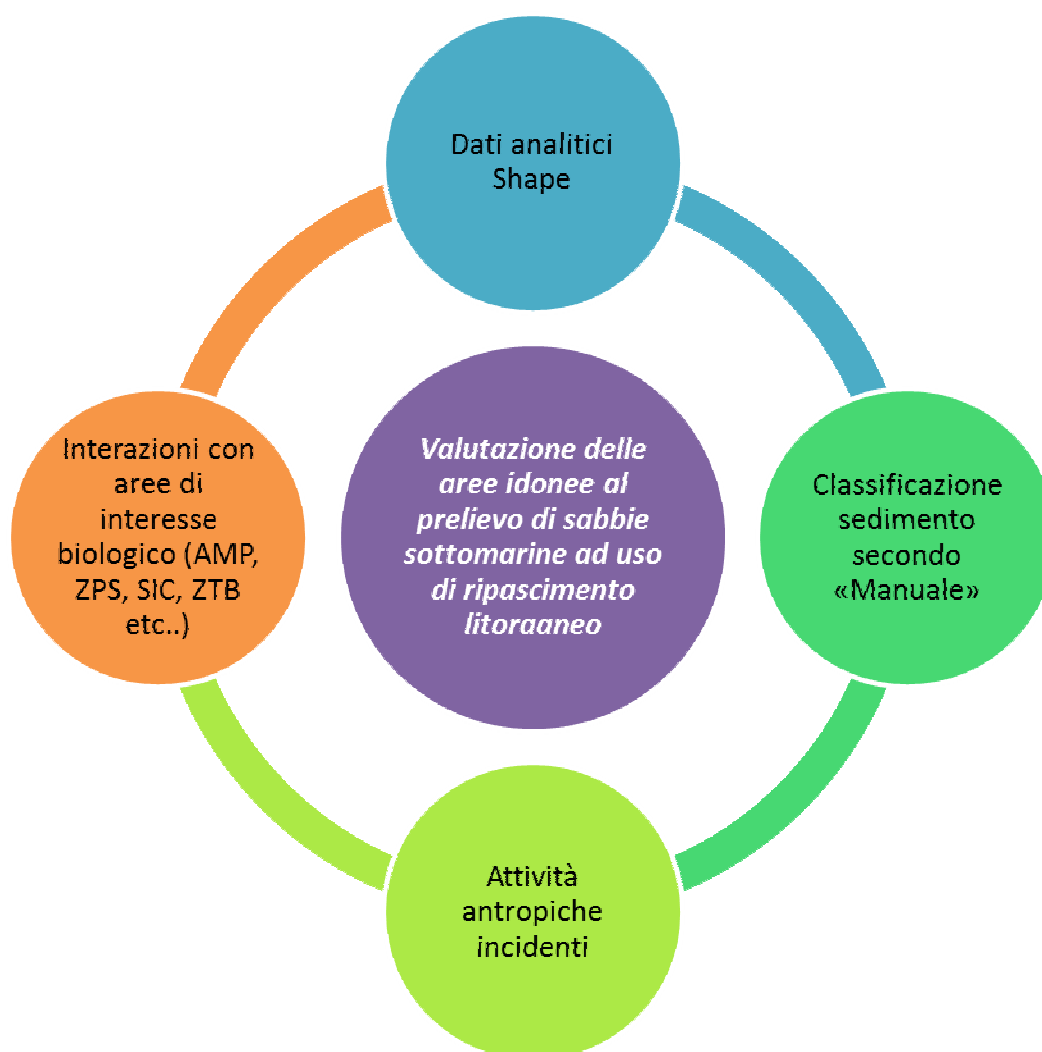 Dati analitici
Shape
Interazioni con
aree di
interesse
biologico (AMP,
ZPS, SIC, ZTB
etc..)
Valutazione delle
aree idonee al
prelievo di sabbie
sottomarine ad uso
di ripascimento
litoraaneo
Classificazione
sedimento
secondo
«Manuale»
Attività
antropiche
incidenti